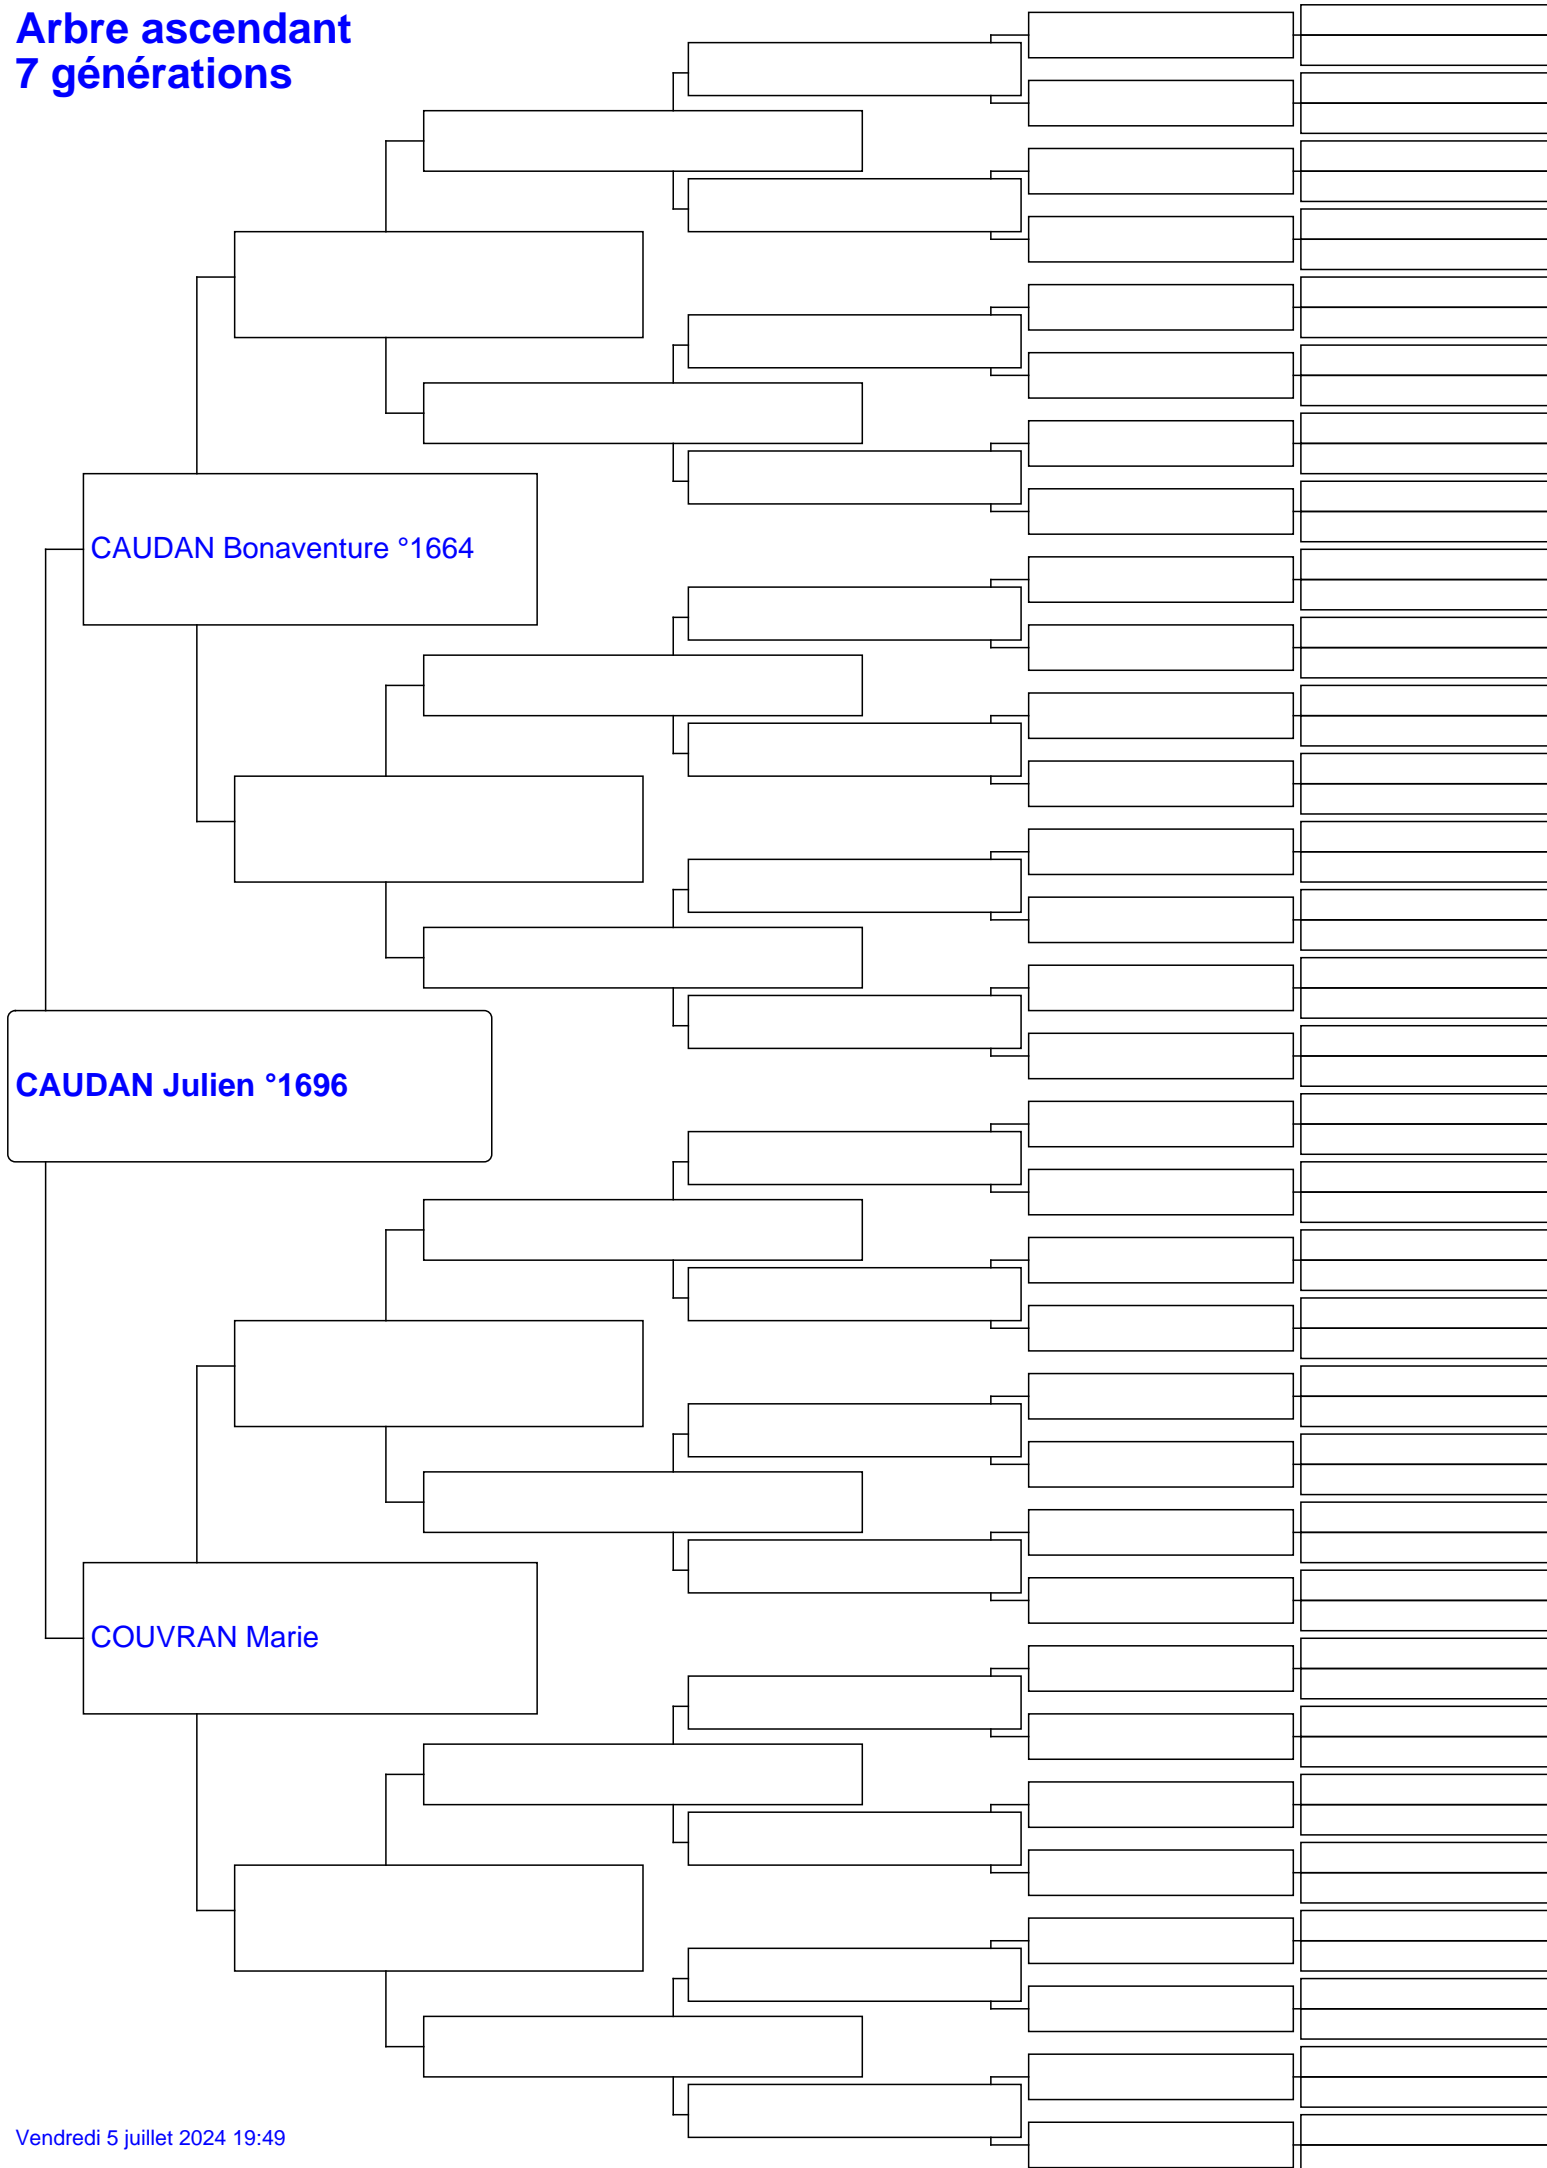 Arbre ascendant
7 générations
CAUDAN Bonaventure °1664
CAUDAN Julien °1696
COUVRAN Marie
Vendredi 5 juillet 2024 19:49